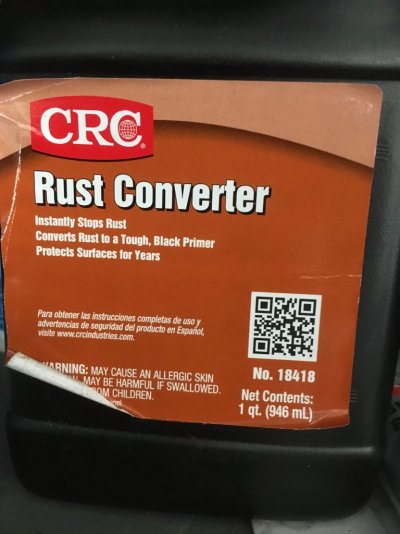 CRC
Rust Converter
Instantly Stops Rust
Converts Rust to a Tough, Black Primer
Protects Surfaces for Years
Para obtener las instrucciones completas de uso y
advertencias de seguridad del producto en Español,
visite www.crcindustries.com.
No. 18418
WARNING: MAY CAUSE AN ALLERGIC SKIN
MAY BE HARMFUL IF SWALLOWED.
FROM CHILDREN.
Net Contents:
1 qt. (946 mL)